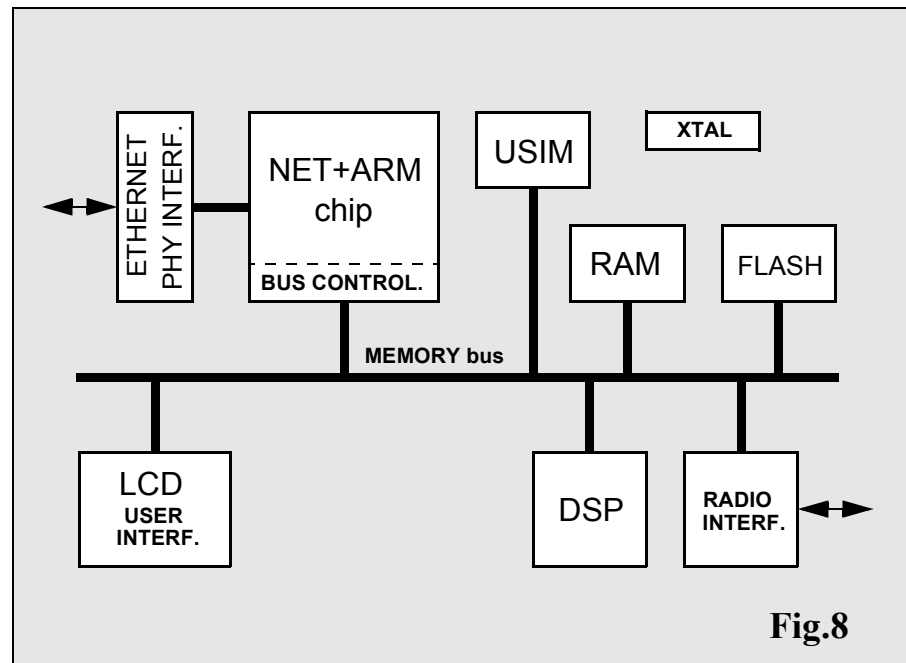 ETHERNET
PHY INTERF.
NET+ARM
chip
BUS CONTROL.
USIM
XTAL
RAM
FLASH
MEMORY bus
LCD
USER
INTERF.
DSP
RADIO
INTERF.
Fig.8